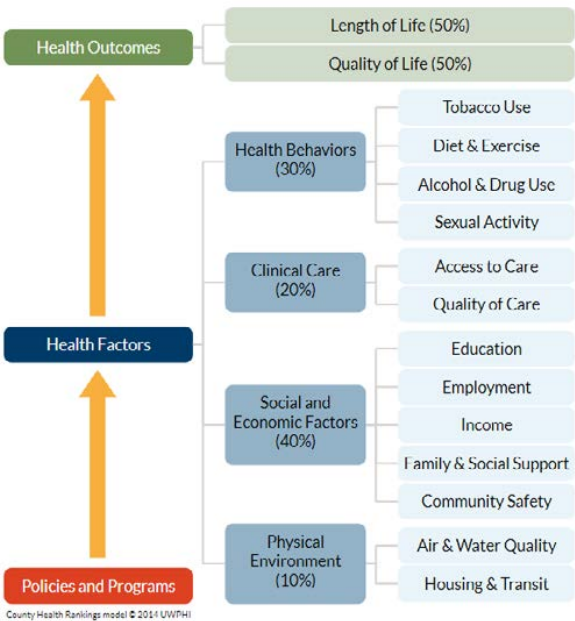 Health Outcomes
Length of Life (50%)
Quality of Life (50%)
Health Behaviors
(30%)
Tobacco Use
Diet & Exercise
Alcohol & Drug Use
Sexual Activity
Clinical Care
(20%)
Access to Care
Quality of Care
Health Factors
Social and
Economic Factors
(40%)
Education
Employment
Income
Family & Social Support
Community Safety
Physical
Environment
(10%)
Air & Water Quality
Housing & Transit
Policies and Programs
County Health Rankings model © 2014 UWPHI